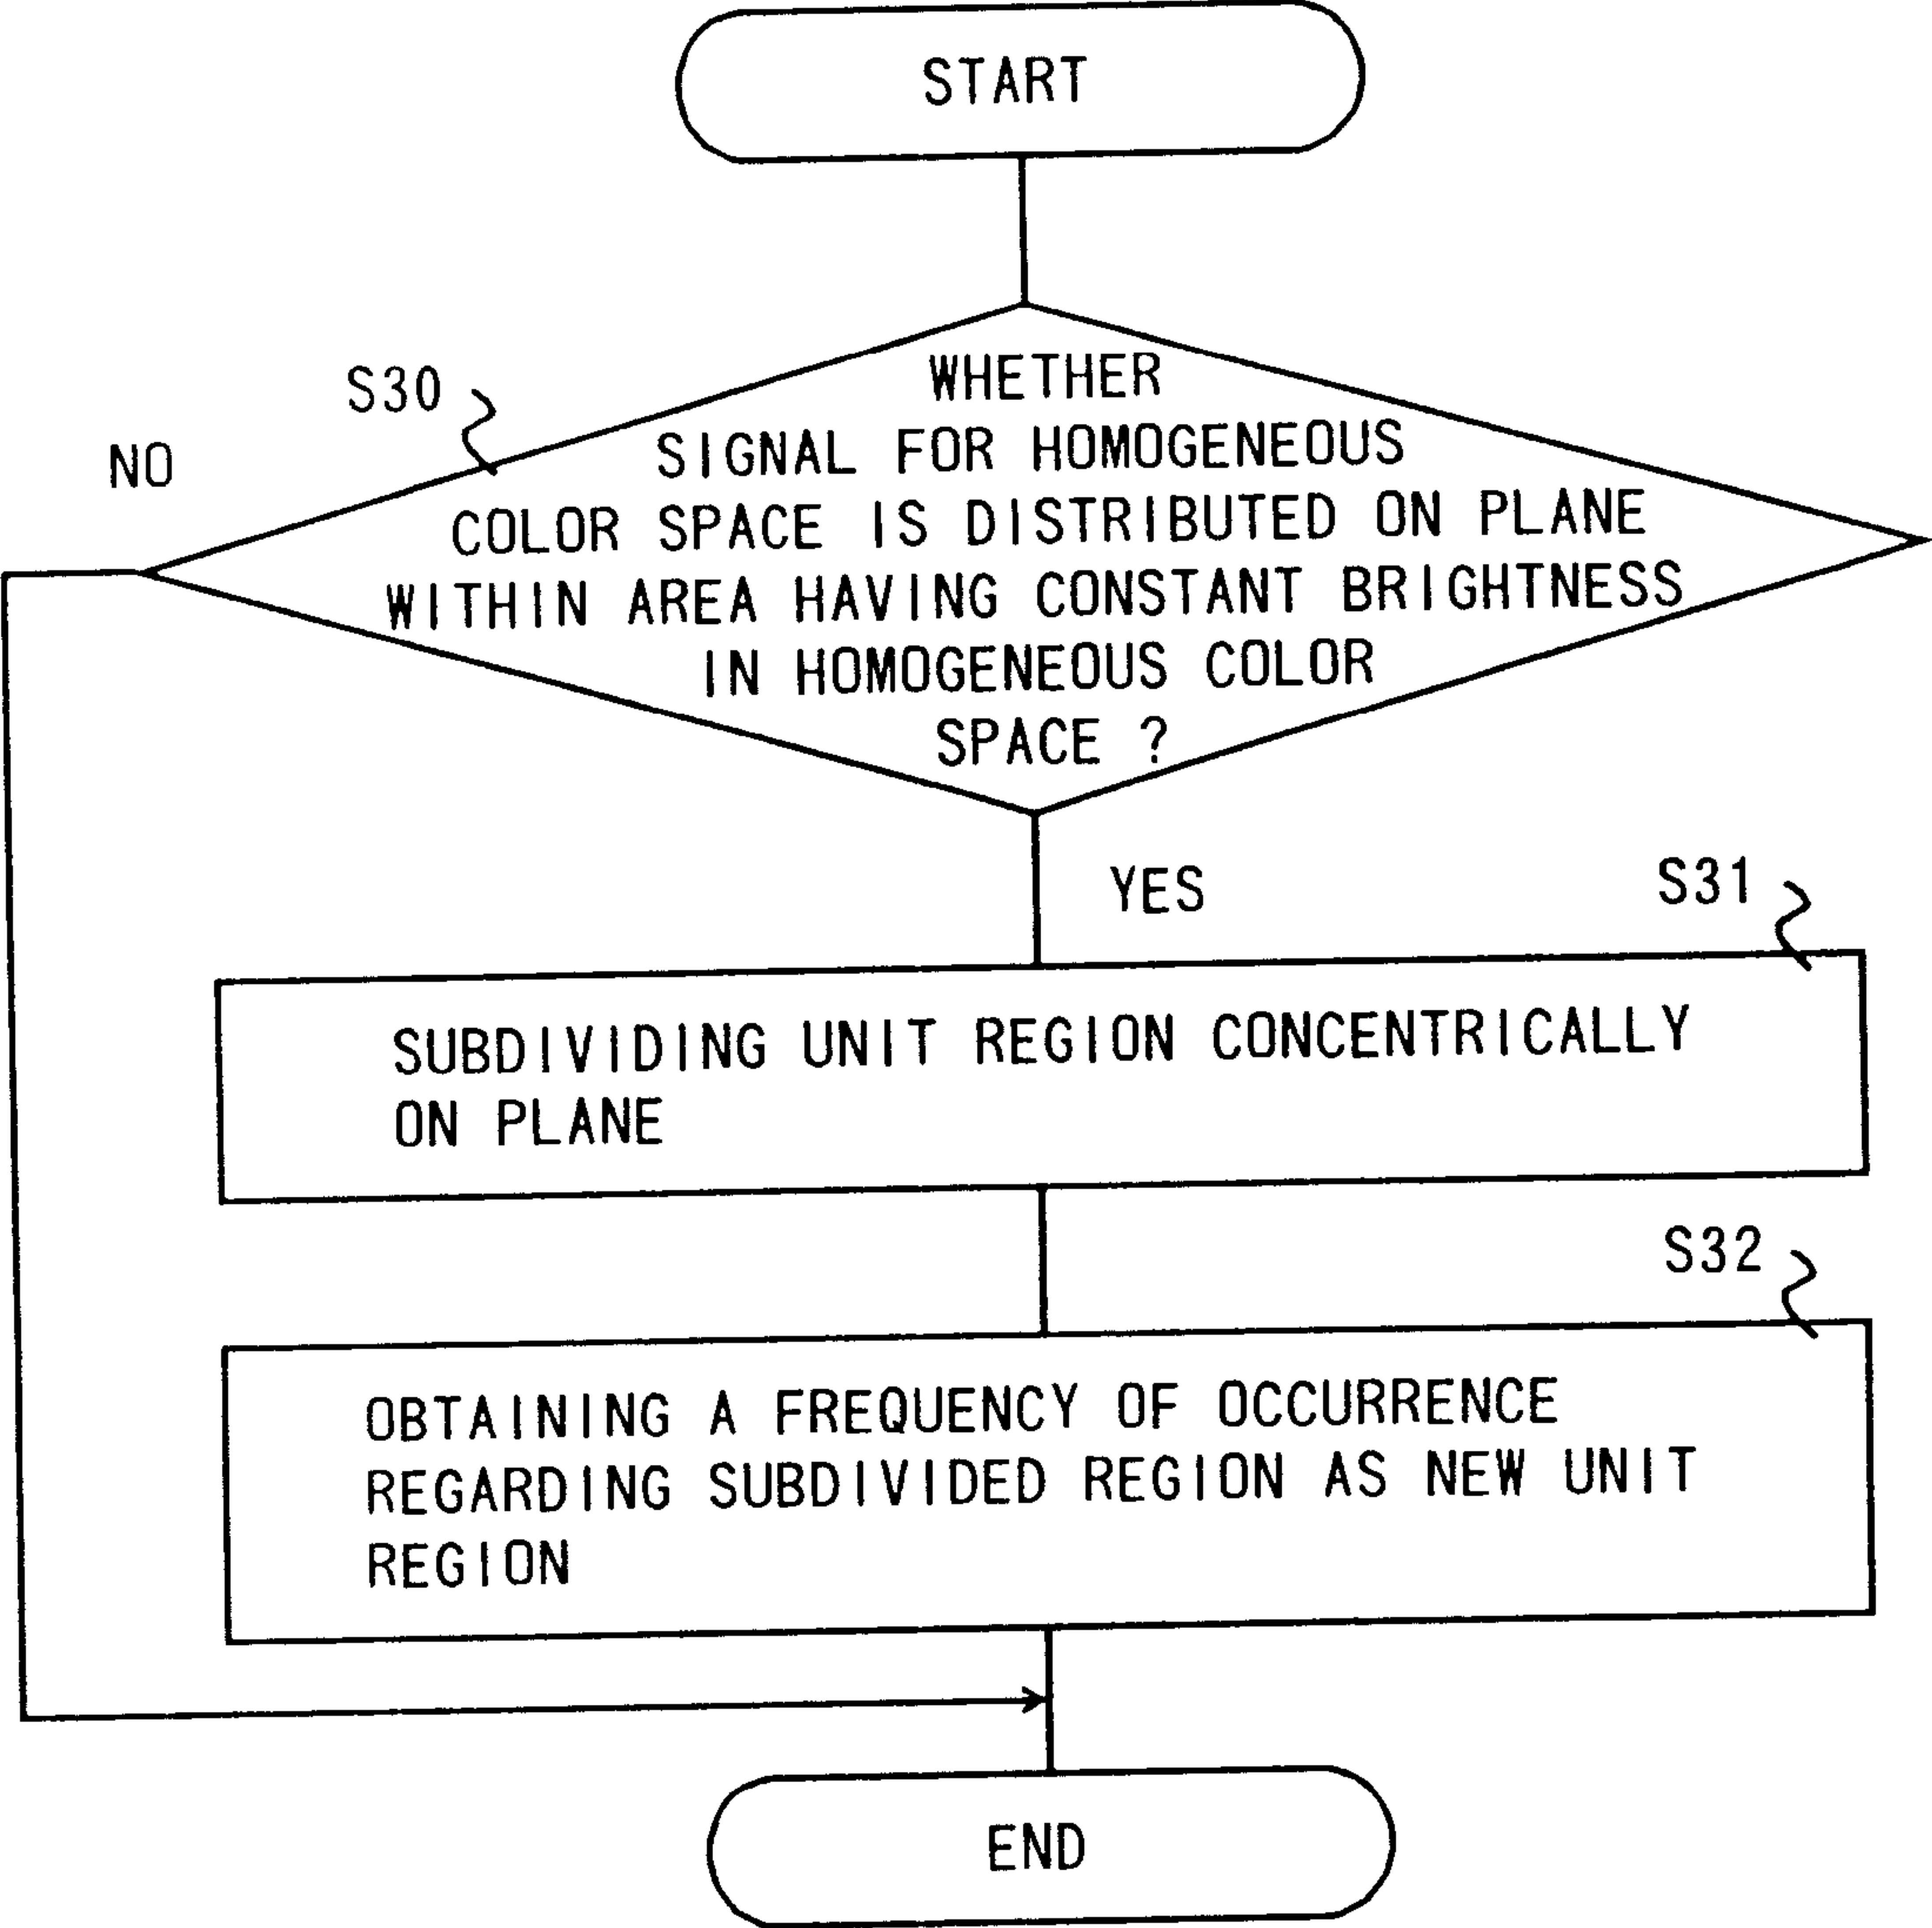 START
S30
NO
WHETHER
SIGNAL FOR HOMOGENEOUS
COLOR SPACE IS DISTRIBUTED ON PLANE
WITHIN AREA HAVING CONSTANT BRIGHTNESS
IN HOMOGENEOUS COLOR
SPACE ?
YES
S31
SUBDIVIDING UNIT REGION CONCENTRICALLY
ON PLANE
S32
OBTAINING A FREQUENCY OF OCCURRENCE
REGARDING SUBDIVIDED REGION AS NEW UNIT
REGION
END